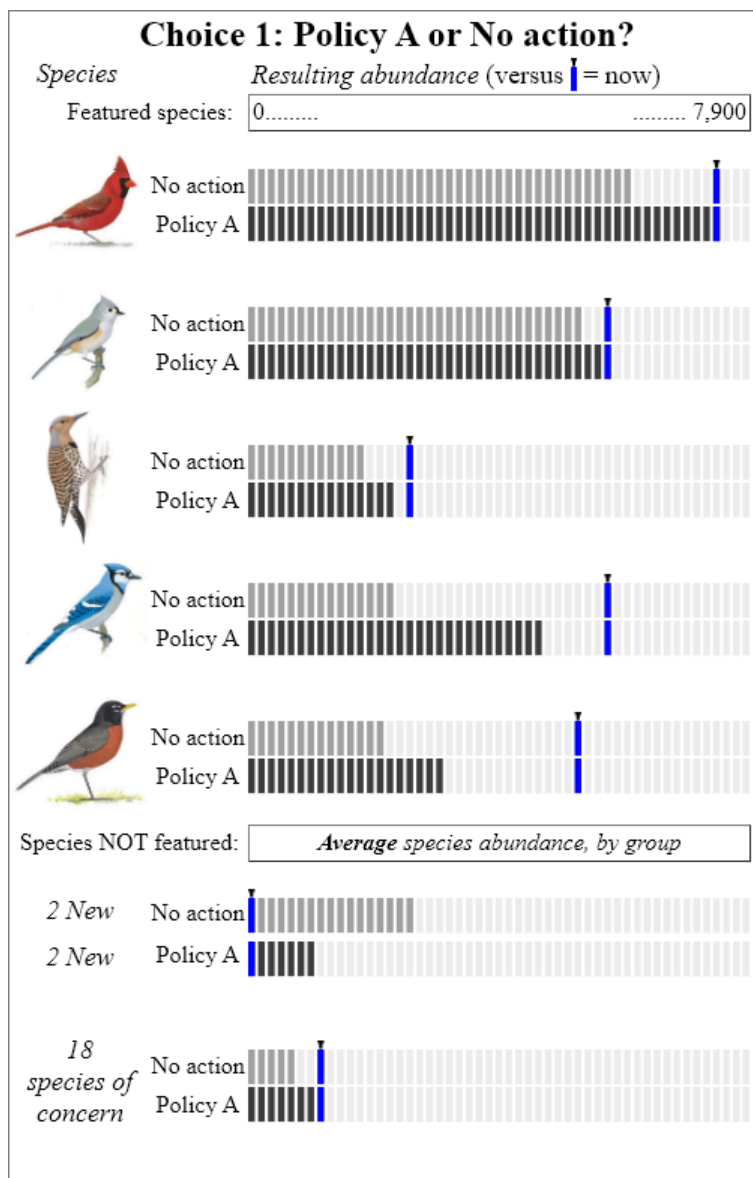 Choice 1: Policy A or No action?
Species Resulting abundance (versus = now)
Featured species: 0......... ......... 7,900
No action
Policy A
No action
Policy A
No action
Policy A
No action
Policy A
No action
Policy A
Species NOT featured: Average species abundance, by group
2 New No action
2 New Policy A
18 species of concern
No action
Policy A